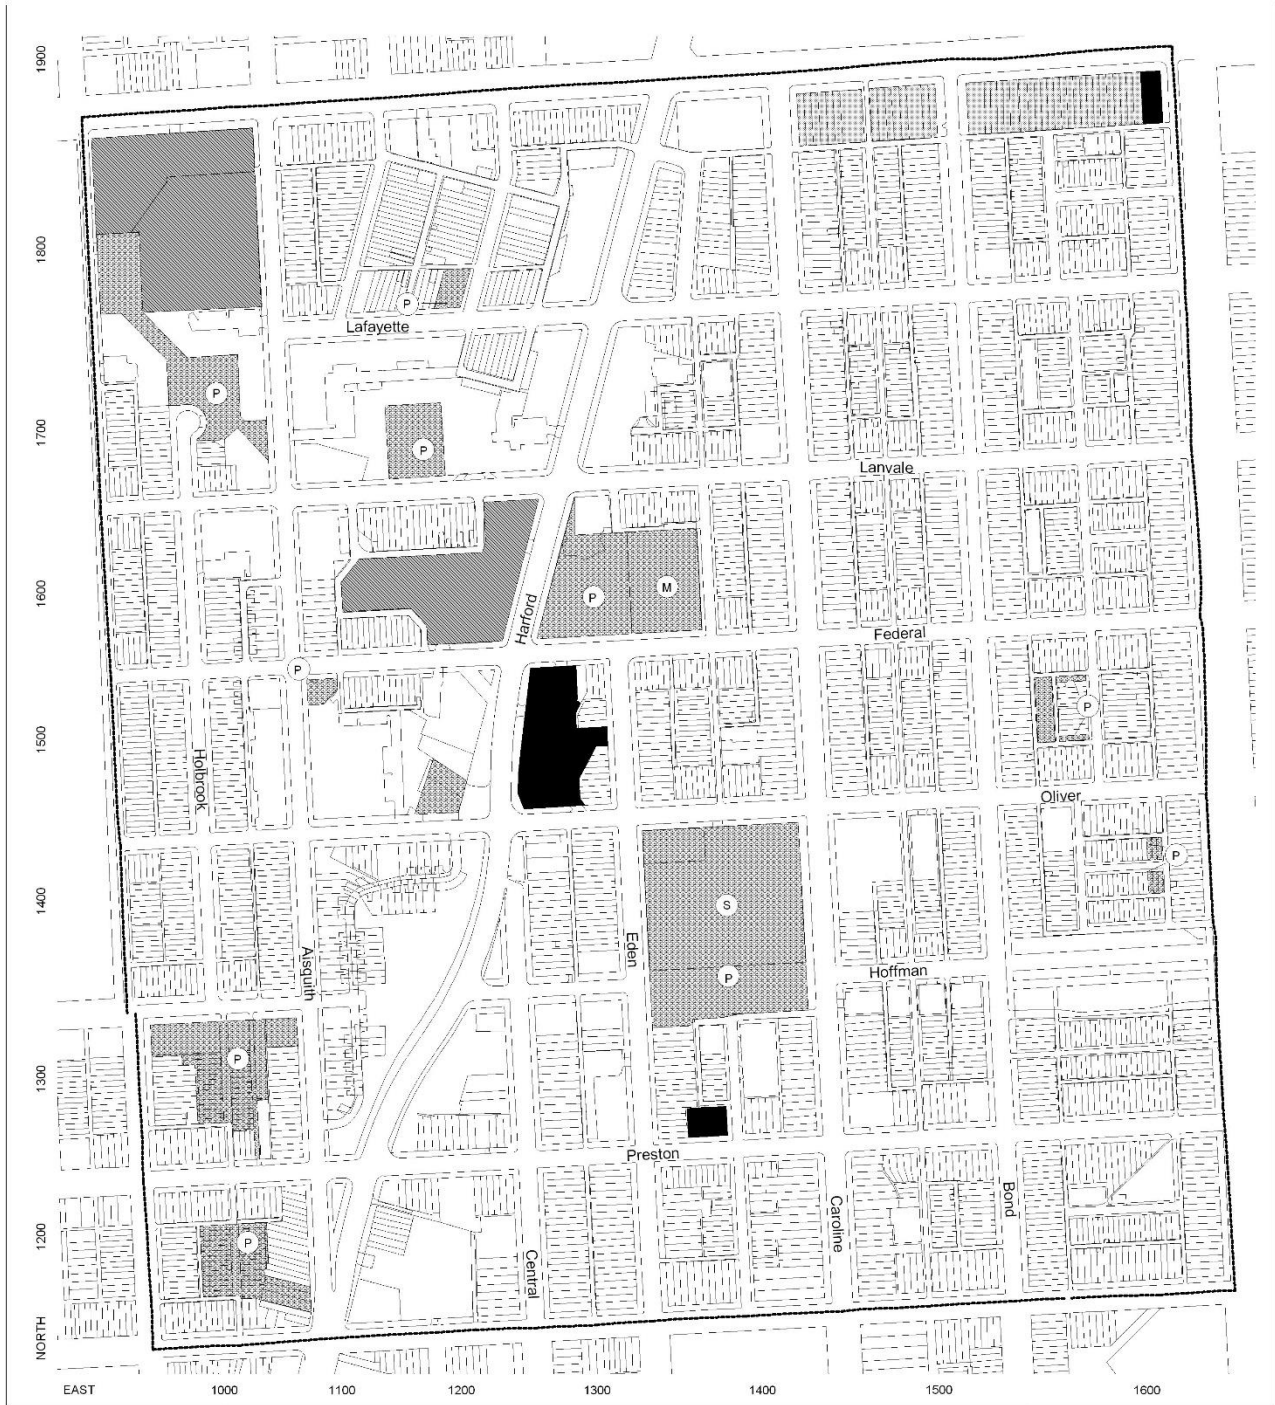 1900
1800
P
Lafayette
P
1700
P
Lanvale
1600
M
P
Harford
Federal
P
P
1500
Holbrook
Oliver
P
1400
S
Eden
Aisquith
Hoffman
P
1300
P
Preston
Bond
Caroline
1200
P
Central
NORTH
EAST 1000 1100 1200 1300 1400 1500 1600